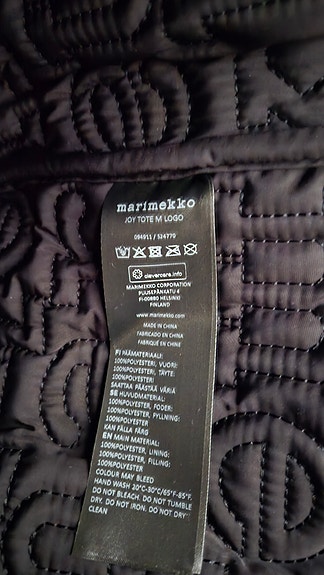 marimekko
JOY TOTE M LOGO
094911 / 524779
clevercare.info
MARIMEKKO CORPORATION
PUUSEPÄNKATU 4
FI-00880 HELSINKI
FINLAND
www.marimekko.com
MADE IN CHINA
FABRICADO EN CHINA
FABRIQUÉ EN CHINE
FI PÄÄMATERIAALI:
100%POLYESTERI, VUORI:
100%POLYESTERI, TÄYTE:
100%POLYESTERI
SAATTAA PÄÄSTÄÄ VÄRIÄ
SE HUVUDMATERIAL:
100%POLYESTER, FODER:
100%POLYESTER, FYLLNING:
100%POLYESTER
KAN FÄLLA FÄRG
EN MAIN MATERIAL:
100%POLYESTER, LINING:
100%POLYESTER, FILLING:
100%POLYESTER
COLOUR MAY BLEED
HAND WASH 20°C-30°C/65°F-85°F.
DO NOT BLEACH. DO NOT TUMBLE
DRY. DO NOT IRON. DO NOT DRY
CLEAN